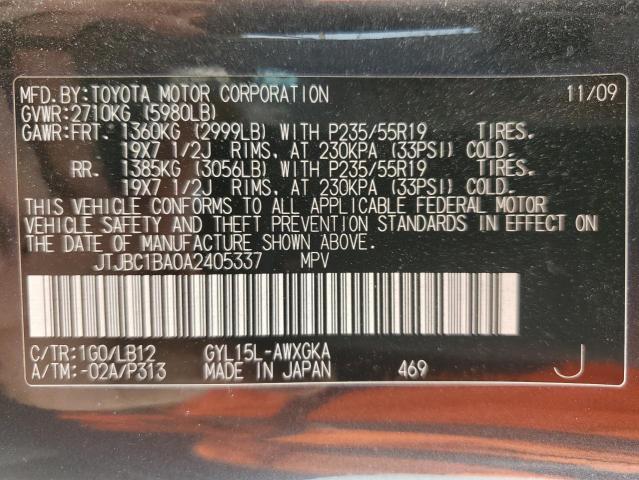 MFD.BY:TOYOTA MOTOR CORPORATION 11/09
GVWR:2710KG (5980LB)
GAWR:FRT. 1360KG (2999LB) WITH P235/55R19 TIRES.
19X7 1/2J RIMS, AT 230KPA (33PSI) COLD.
RR. 1385KG (3056LB) WITH P235/55R19 TIRES.
19X7 1/2J RIMS, AT 230KPA (33PSI) COLD.
THIS VEHICLE CONFORMS TO ALL APPLICABLE FEDERAL MOTOR
VEHICLE SAFETY AND THEFT PREVENTION STANDARDS IN EFFECT ON
THE DATE OF MANUFACTURE SHOWN ABOVE.
JTJBC1BA0A2405337 MPV
C/TR:1G0/LB12 GYL15L-AWXGKA
A/TM:-02A/P313 MADE IN JAPAN 469 J